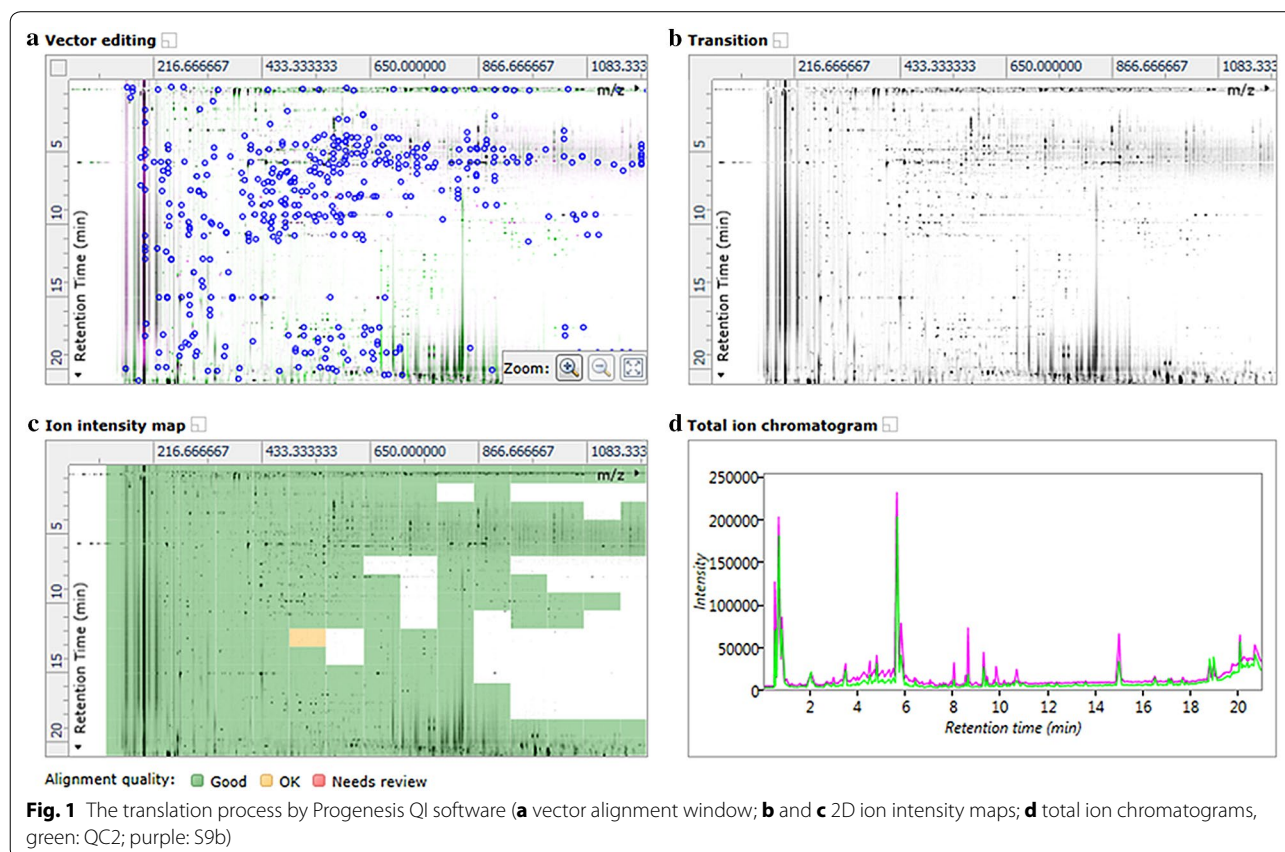 a Vector editing
216.666667 433.333333 650.000000 866.666667 1083.333
m/z
5
10
15
20
Retention Time (min)
Zoom:
b Transition
216.666667 433.333333 650.000000 866.666667 1083.333
m/z
5
10
15
20
Retention Time (min)
c Ion intensity map
216.666667 433.333333 650.000000 866.666667 1083.333
m/z
5
10
15
20
Retention Time (min)
Alignment quality: Good OK Needs review
d Total ion chromatogram
250000
200000
150000
100000
50000
0
Intensity
2 4 6 8 10 12 14 16 18 20
Retention time (min)
Fig. 1 The translation process by Progenesis QI software (a vector alignment window; b and c 2D ion intensity maps; d total ion chromatograms,
green: QC2; purple: S9b)